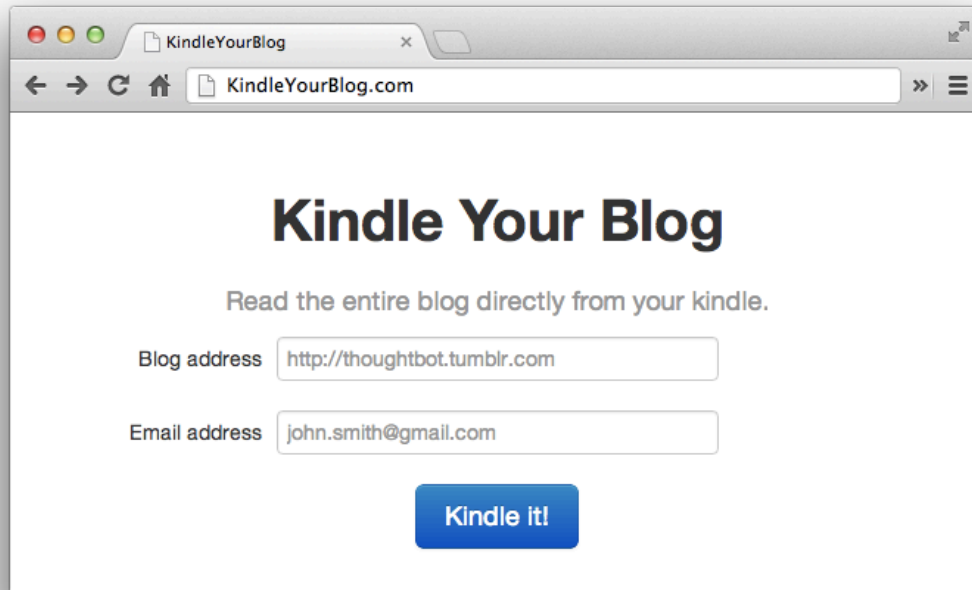 KindleYourBlog
KindleYourBlog.com
Kindle Your Blog
Read the entire blog directly from your kindle.
Blog address http://thoughtbot.tumblr.com
Email address john.smith@gmail.com
Kindle it!